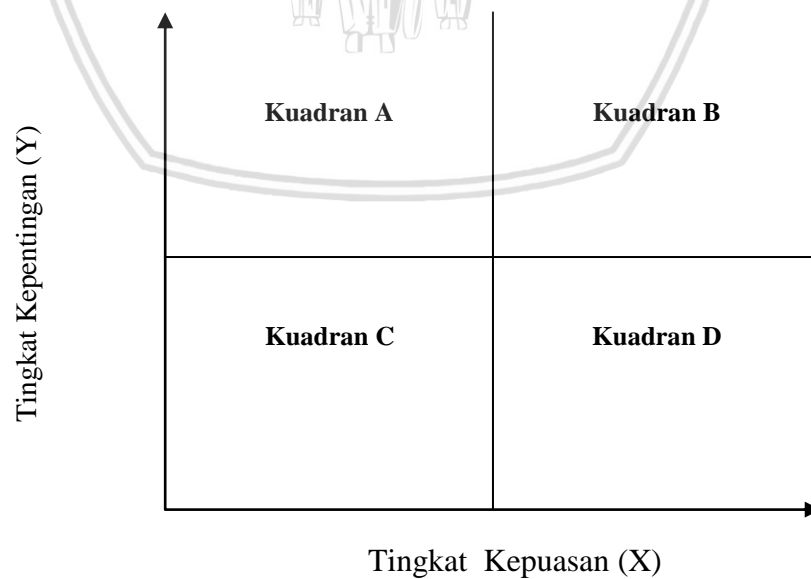 Kuadran A
Kuadran B
Tingkat Kepentingan (Y)
Kuadran C
Kuadran D
Tingkat Kepuasan (X)